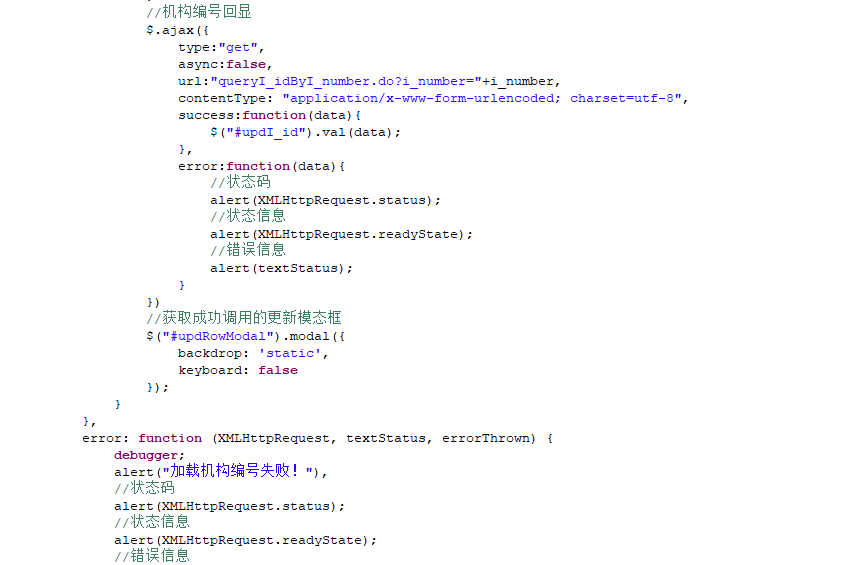 //机构编号回显
$.ajax({
type:"get",
async:false,
url:"queryI_idByI_number.do?i_number="+i_number,
contentType: "application/x-www-form-urlencoded; charset=utf-8",
success:function(data){
$("#updI_id").val(data);
},
error:function(data){
//状态码
alert(XMLHttpRequest.status);
//状态信息
alert(XMLHttpRequest.readyState);
//错误信息
alert(textStatus);
}
})
//获取成功调用的更新模态框
$("#updRowModal").modal({
backdrop: 'static',
keyboard: false
});
}
},
error: function (XMLHttpRequest, textStatus, errorThrown) {
debugger;
alert("加载机构编号失败！"),
//状态码
alert(XMLHttpRequest.status);
//状态信息
alert(XMLHttpRequest.readyState);
//错误信息